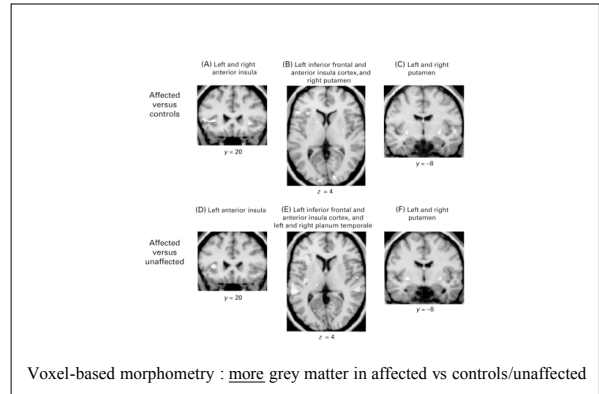 (A) Left and right
anterior insula
(B) Left inferior frontal and
anterior insula cortex, and
right putamen
(C) Left and right
putamen
Affected
versus
controls
y = 20
z = 4
y = –8
(D) Left anterior insula
(E) Left inferior frontal and
anterior insula cortex, and
left and right planum temporale
(F) Left and right
putamen
Affected
versus
unaffected
y = 20
z = 4
y = –8
Voxel-based morphometry : more grey matter in affected vs controls/unaffected